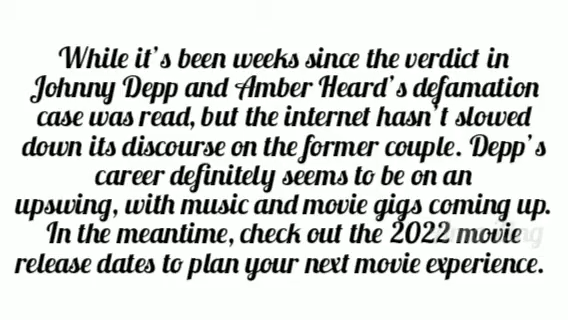 While it's been weeks since the verdict in
Johnny Depp and Amber Heard's defamation
case was read, but the internet hasn't slowed
down its discourse on the former couple. Depp's
career definitely seems to be on an
upswing, with music and movie gigs coming up.
In the meantime, check out the 2022 movie
release dates to plan your next movie experience.